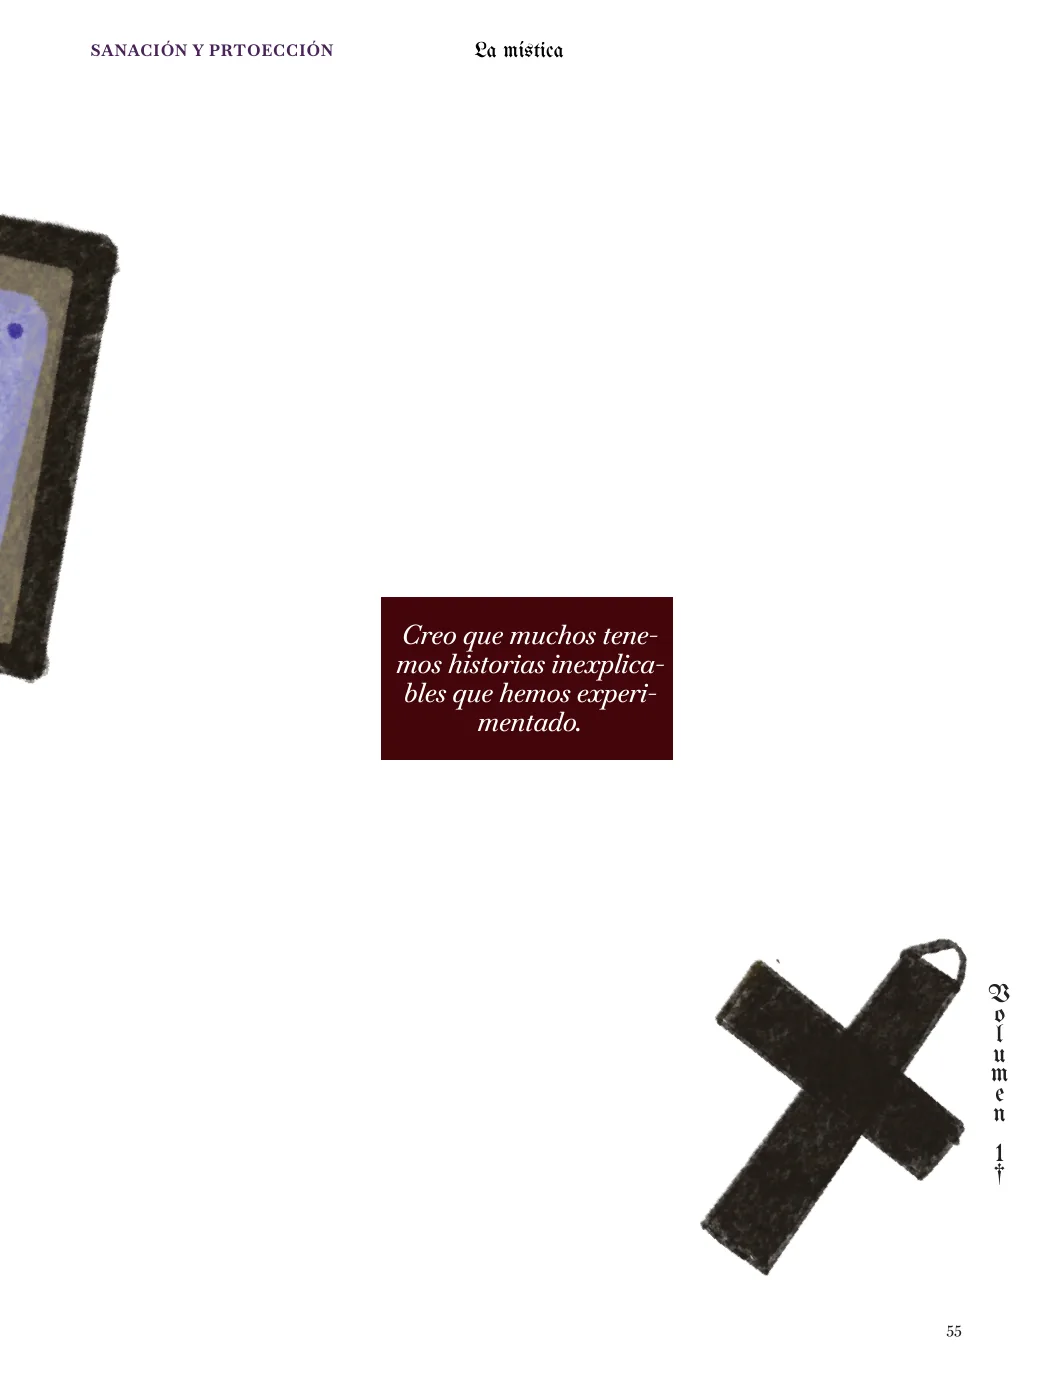 SANACIÓN Y PRTOECCIÓN
La mística
Creo que muchos tene-
mos historias inexplica-
bles que hemos experi-
mentado.
Volumen 1†
55